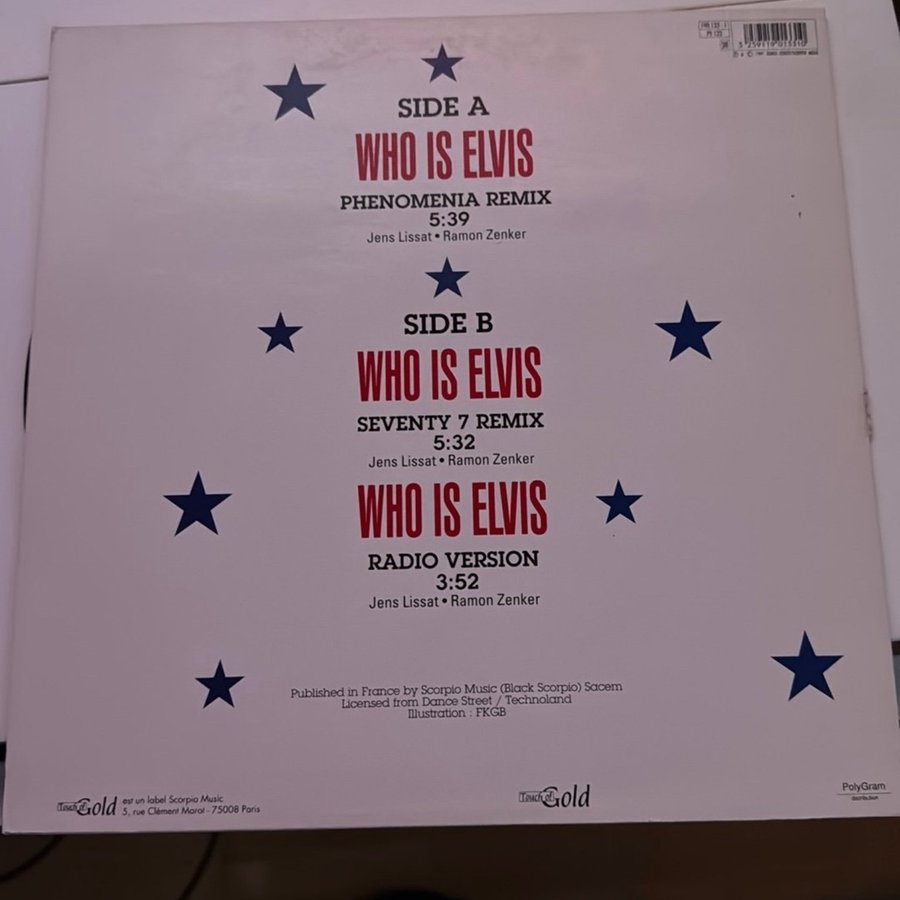 SIDE A
WHO IS ELVIS
PHENOMENIA REMIX
5:39
Jens Lissat • Ramon Zenker
SIDE B
WHO IS ELVIS
SEVENTY 7 REMIX
5:32
Jens Lissat • Ramon Zenker
WHO IS ELVIS
RADIO VERSION
3:52
Jens Lissat • Ramon Zenker
Published in France by Scorpio Music (Black Scorpio) Sacem
Licensed from Dance Street / Technoland
Illustration : FKGB
Touch of Gold est un label Scorpio Music
5, rue Clément Marot - 75008 Paris
Touch of Gold
PolyGram
distribution